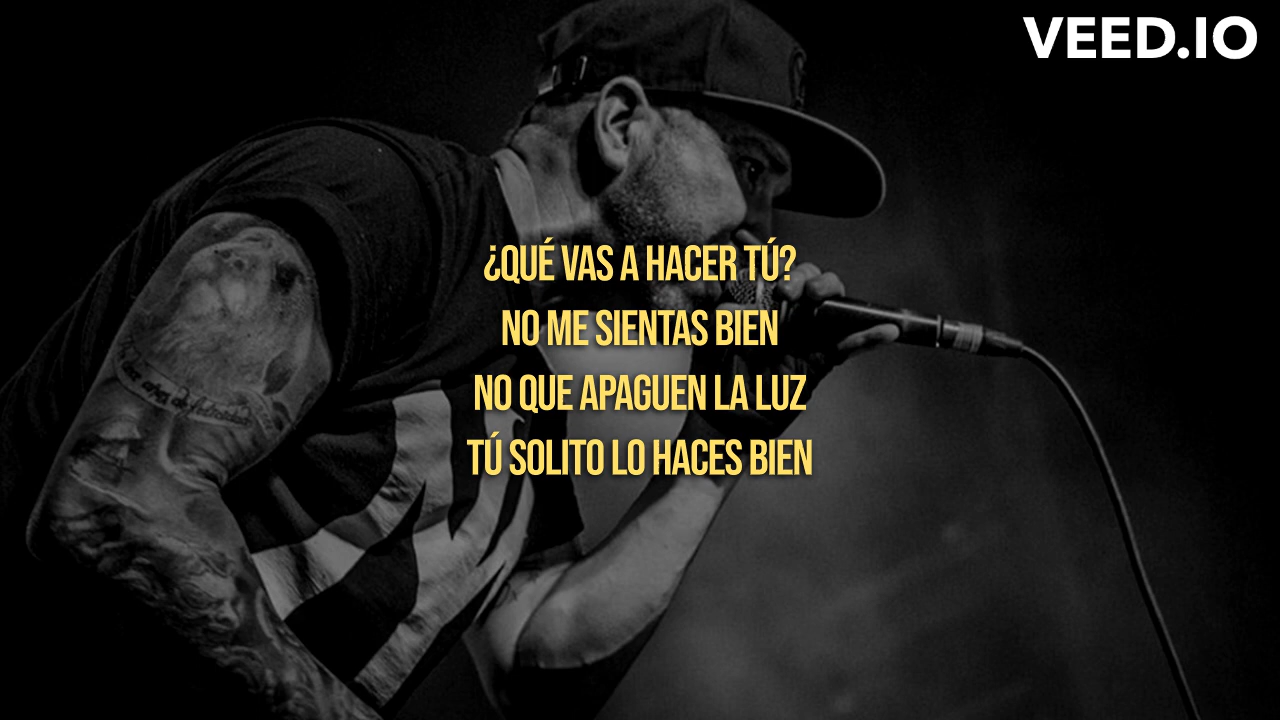 VEED.IO
¿QUÉ VAS A HACER TÚ?
NO ME SIENTAS BIEN
NO QUE APAGUEN LA LUZ
TÚ SOLITO LO HACES BIEN